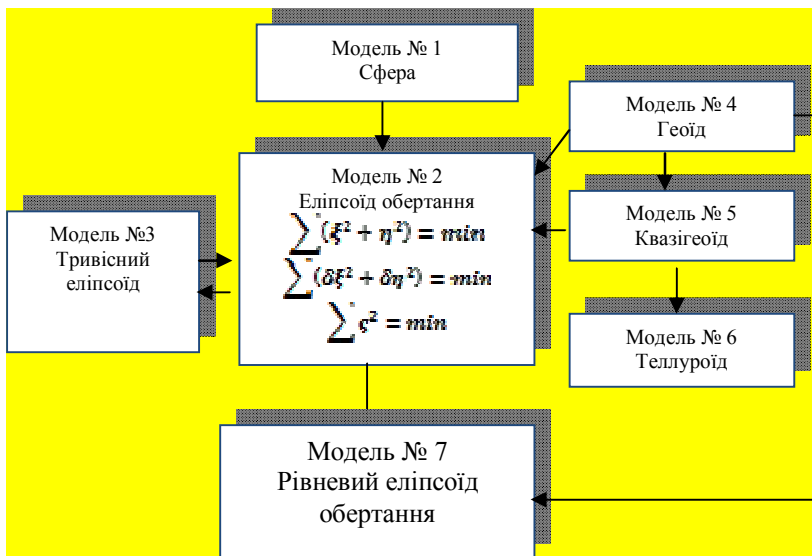 Модель № 1
Сфера
Модель № 4
Геоїд
Модель № 2
Еліпсоїд обертання
∑(ξ² + η²) = min
∑(δξ² + δη²) = min
∑ς² = min
Модель №3
Тривісний
еліпсоїд
Модель № 5
Квазігеоїд
Модель № 6
Теллуроїд
Модель № 7
Рівневий еліпсоїд
обертання